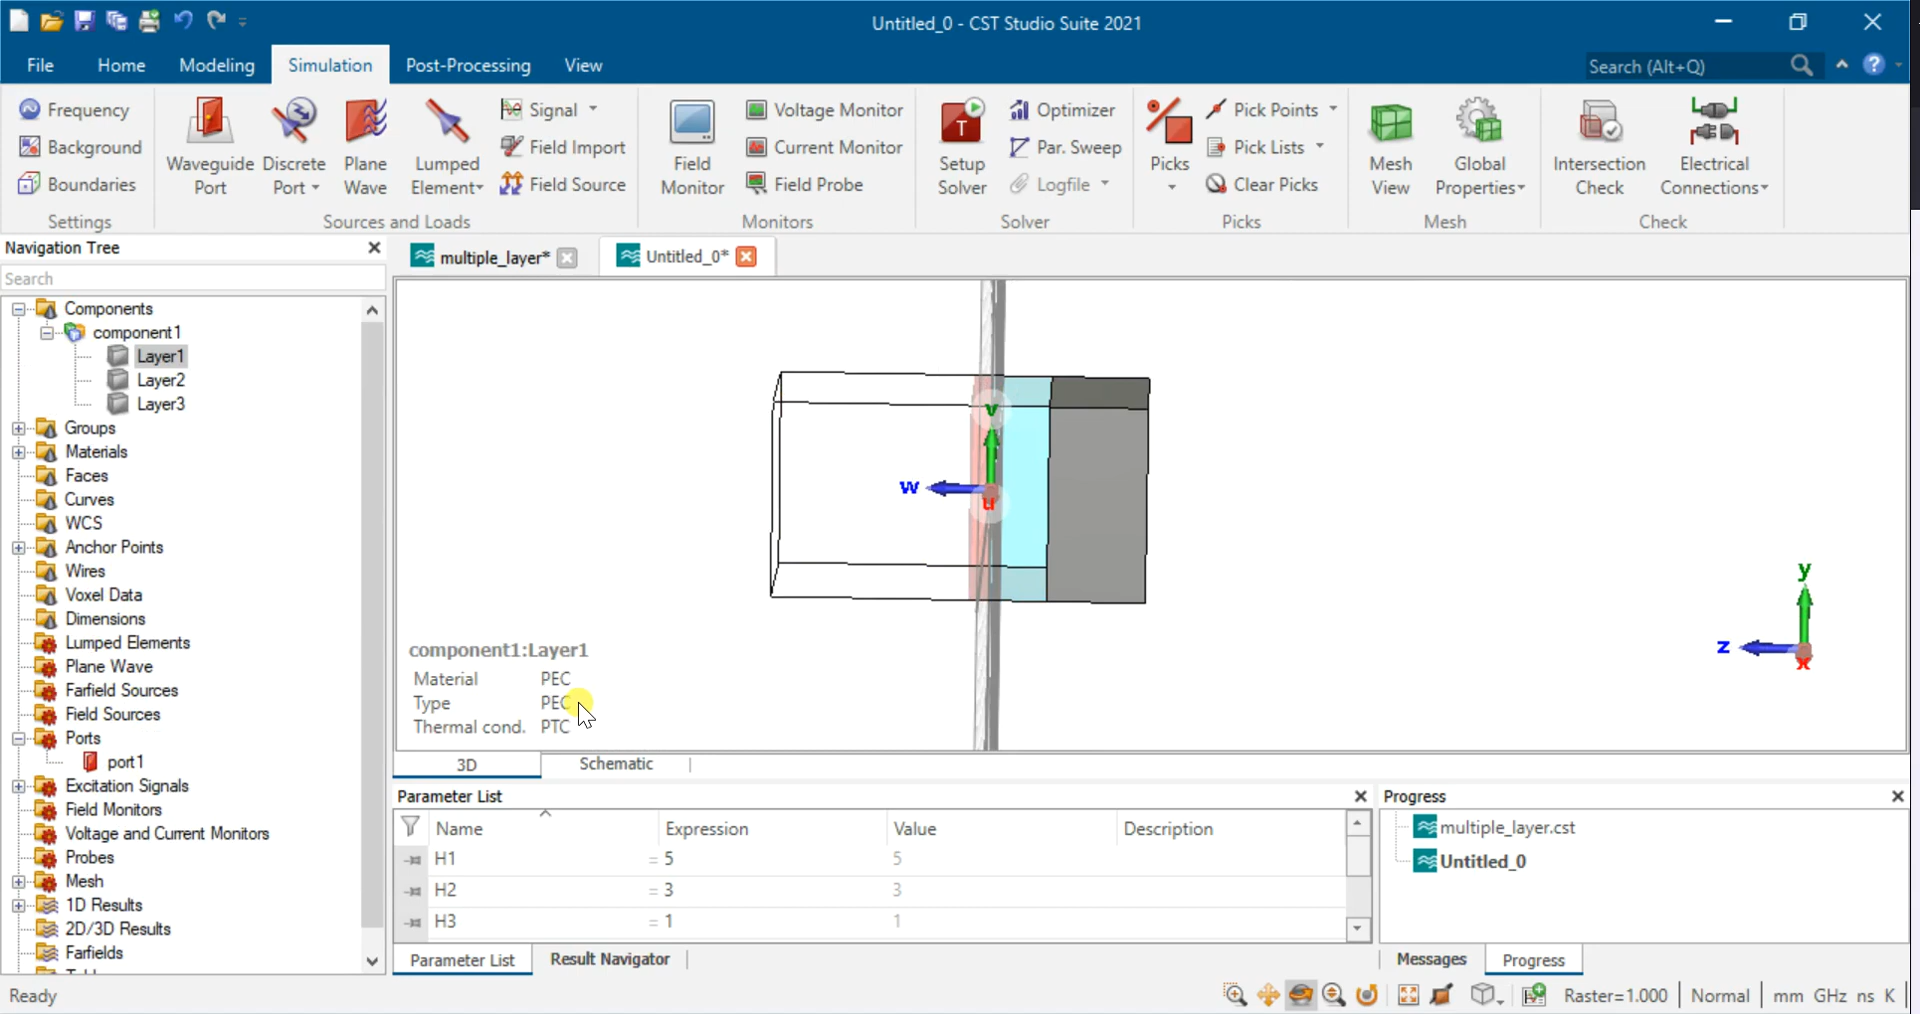 Untitled_0 - CST Studio Suite 2021
File Home Modeling Simulation Post-Processing View Search (Alt+Q)
Frequency
Background
Boundaries
Settings
Waveguide Port
Discrete Port
Plane Wave
Lumped Element
Signal
Field Import
Field Source
Sources and Loads
Field Monitor
Voltage Monitor
Current Monitor
Field Probe
Monitors
T
Setup Solver
Optimizer
Par. Sweep
Logfile
Solver
Picks
Pick Points
Pick Lists
Clear Picks
Picks
Mesh View
Global Properties
Mesh
Intersection Check
Electrical Connections
Check
Navigation Tree
Search
Components
component1
Layer1
Layer2
Layer3
Groups
Materials
Faces
Curves
WCS
Anchor Points
Wires
Voxel Data
Dimensions
Lumped Elements
Plane Wave
Farfield Sources
Field Sources
Ports
port1
Excitation Signals
Field Monitors
Voltage and Current Monitors
Probes
Mesh
1D Results
2D/3D Results
Farfields
multiple_layer* Untitled_0*
v
w
u
y
z
x
component1:Layer1
Material PEC
Type PEC
Thermal cond. PTC
3D Schematic
Parameter List
Name Expression Value Description
H1 = 5 5
H2 = 3 3
H3 = 1 1
Parameter List Result Navigator
Progress
multiple_layer.cst
Untitled_0
Messages Progress
Ready
Raster=1.000 Normal mm GHz ns K